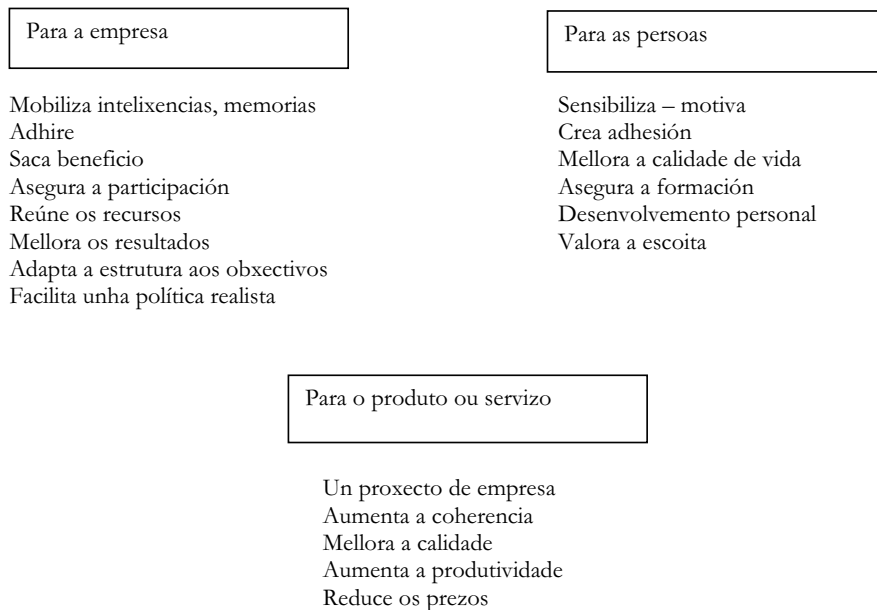 Para a empresa
Mobiliza intelixencias, memorias
Adhire
Saca beneficio
Asegura a participación
Reúne os recursos
Mellora os resultados
Adapta a estrutura aos obxectivos
Facilita unha política realista
Para as persoas
Sensibiliza – motiva
Crea adhesión
Mellora a calidade de vida
Asegura a formación
Desenvolvemento personal
Valora a escoita
Para o produto ou servizo
Un proxecto de empresa
Aumenta a coherencia
Mellora a calidade
Aumenta a produtividade
Reduce os prezos